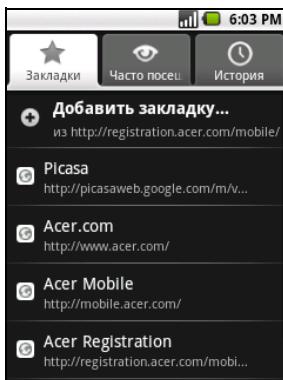 6:03 PM
Закладки
Часто посещ
История
Добавить закладку...
из http://registration.acer.com/mobile/
Picasa
http://picasaweb.google.com/m/v...
Acer.com
http://www.acer.com/
Acer Mobile
http://mobile.acer.com/
Acer Registration
http://registration.acer.com/mobi...